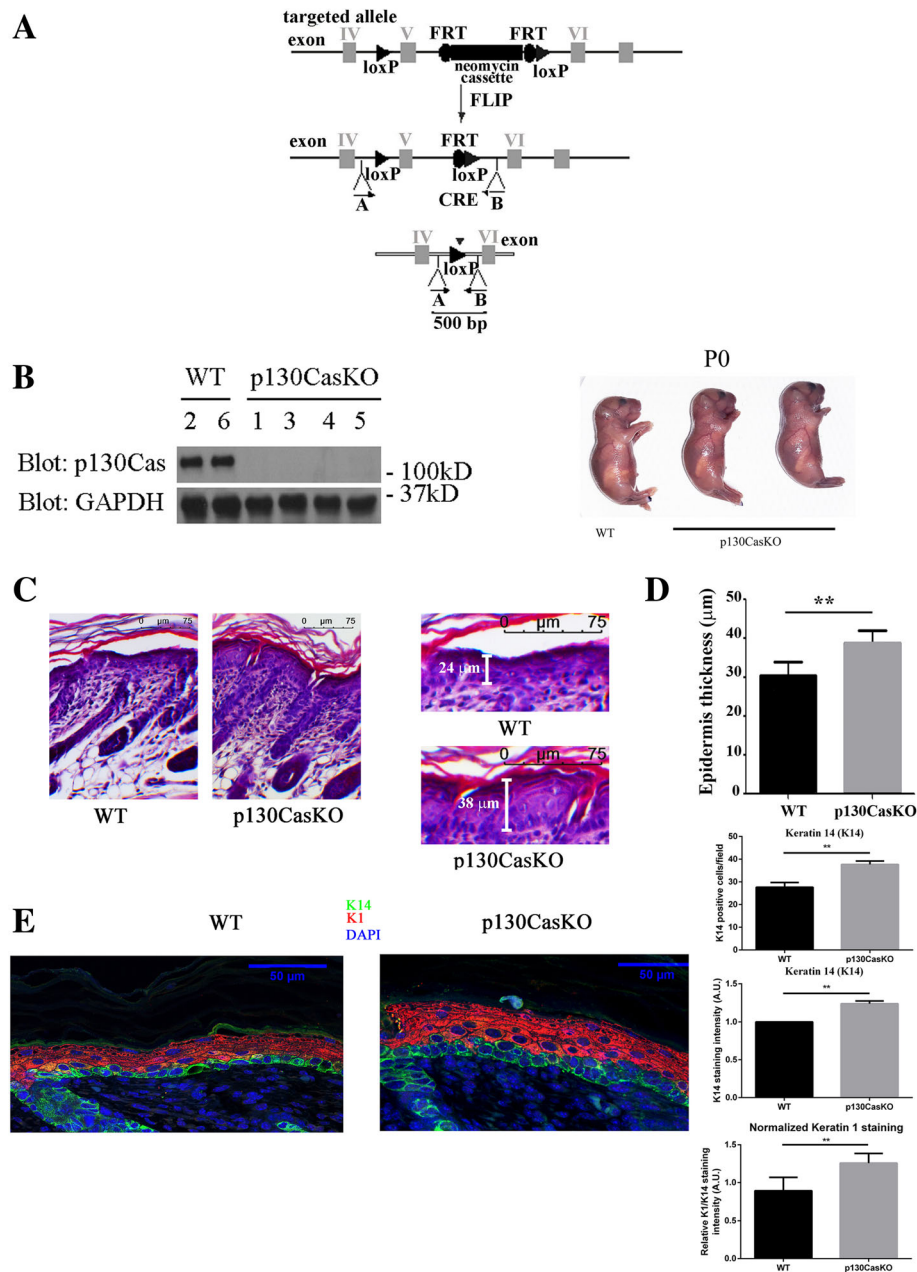 A
targeted allele
exon IV V FRT FRT VI
loxP neomycin cassette loxP
FLIP
exon IV V FRT VI
loxP loxP
A CRE B
IV VI exon
loxP
A B
500 bp
B
WT p130CasKO
2 6 1 3 4 5
Blot: p130Cas - 100kD
Blot: GAPDH - 37kD
P0
WT p130CasKO
C
0 µm 75
WT
0 µm 75
p130CasKO
0 µm 75
24 µm
WT
0 µm 75
38 µm
p130CasKO
D
Epidermis thickness (µm)
50
40
30
20
10
0
**
WT p130CasKO
Keratin 14 (K14)
K14 positive cells/field
50
40
30
20
10
0
**
WT p130CasKO
Keratin 14 (K14)
K14 staining intensity (A.U.)
1.5
1.0
0.5
0.0
**
WT p130CasKO
Normalized Keratin 1 staining
Relative K1/K14 staining
intensity (A.U.)
1.5
1.0
0.5
0.0
**
WT p130CasKO
E
WT
K14
K1
DAPI
p130CasKO
50 µm
50 µm